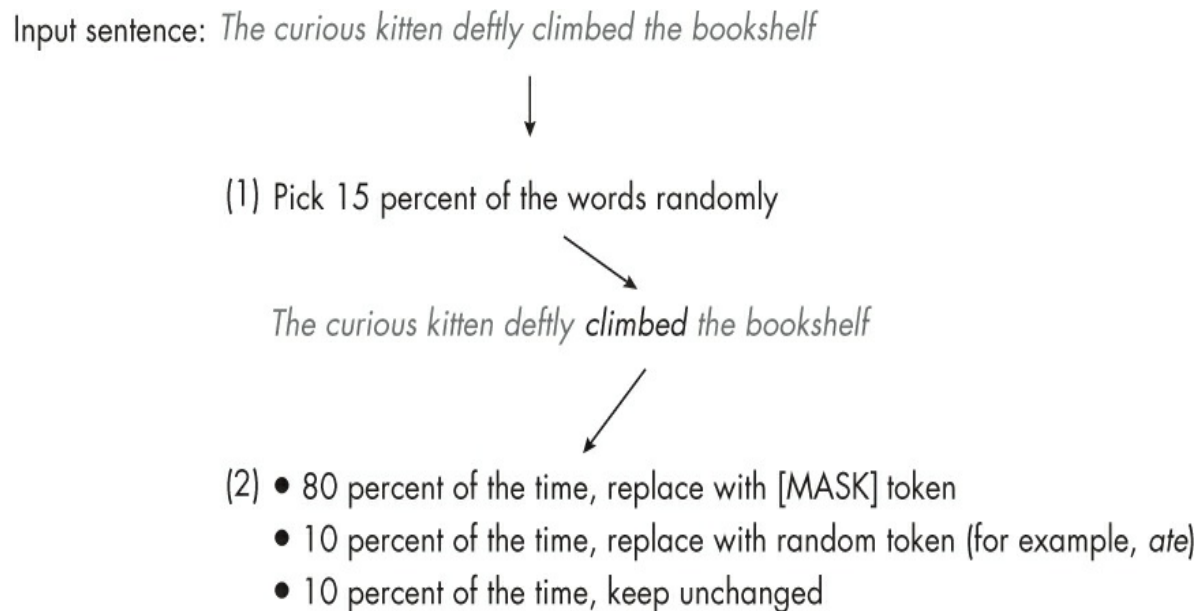 Input sentence: The curious kitten deftly climbed the bookshelf
(1) Pick 15 percent of the words randomly
The curious kitten deftly climbed the bookshelf
(2) • 80 percent of the time, replace with [MASK] token
• 10 percent of the time, replace with random token (for example, ate)
• 10 percent of the time, keep unchanged